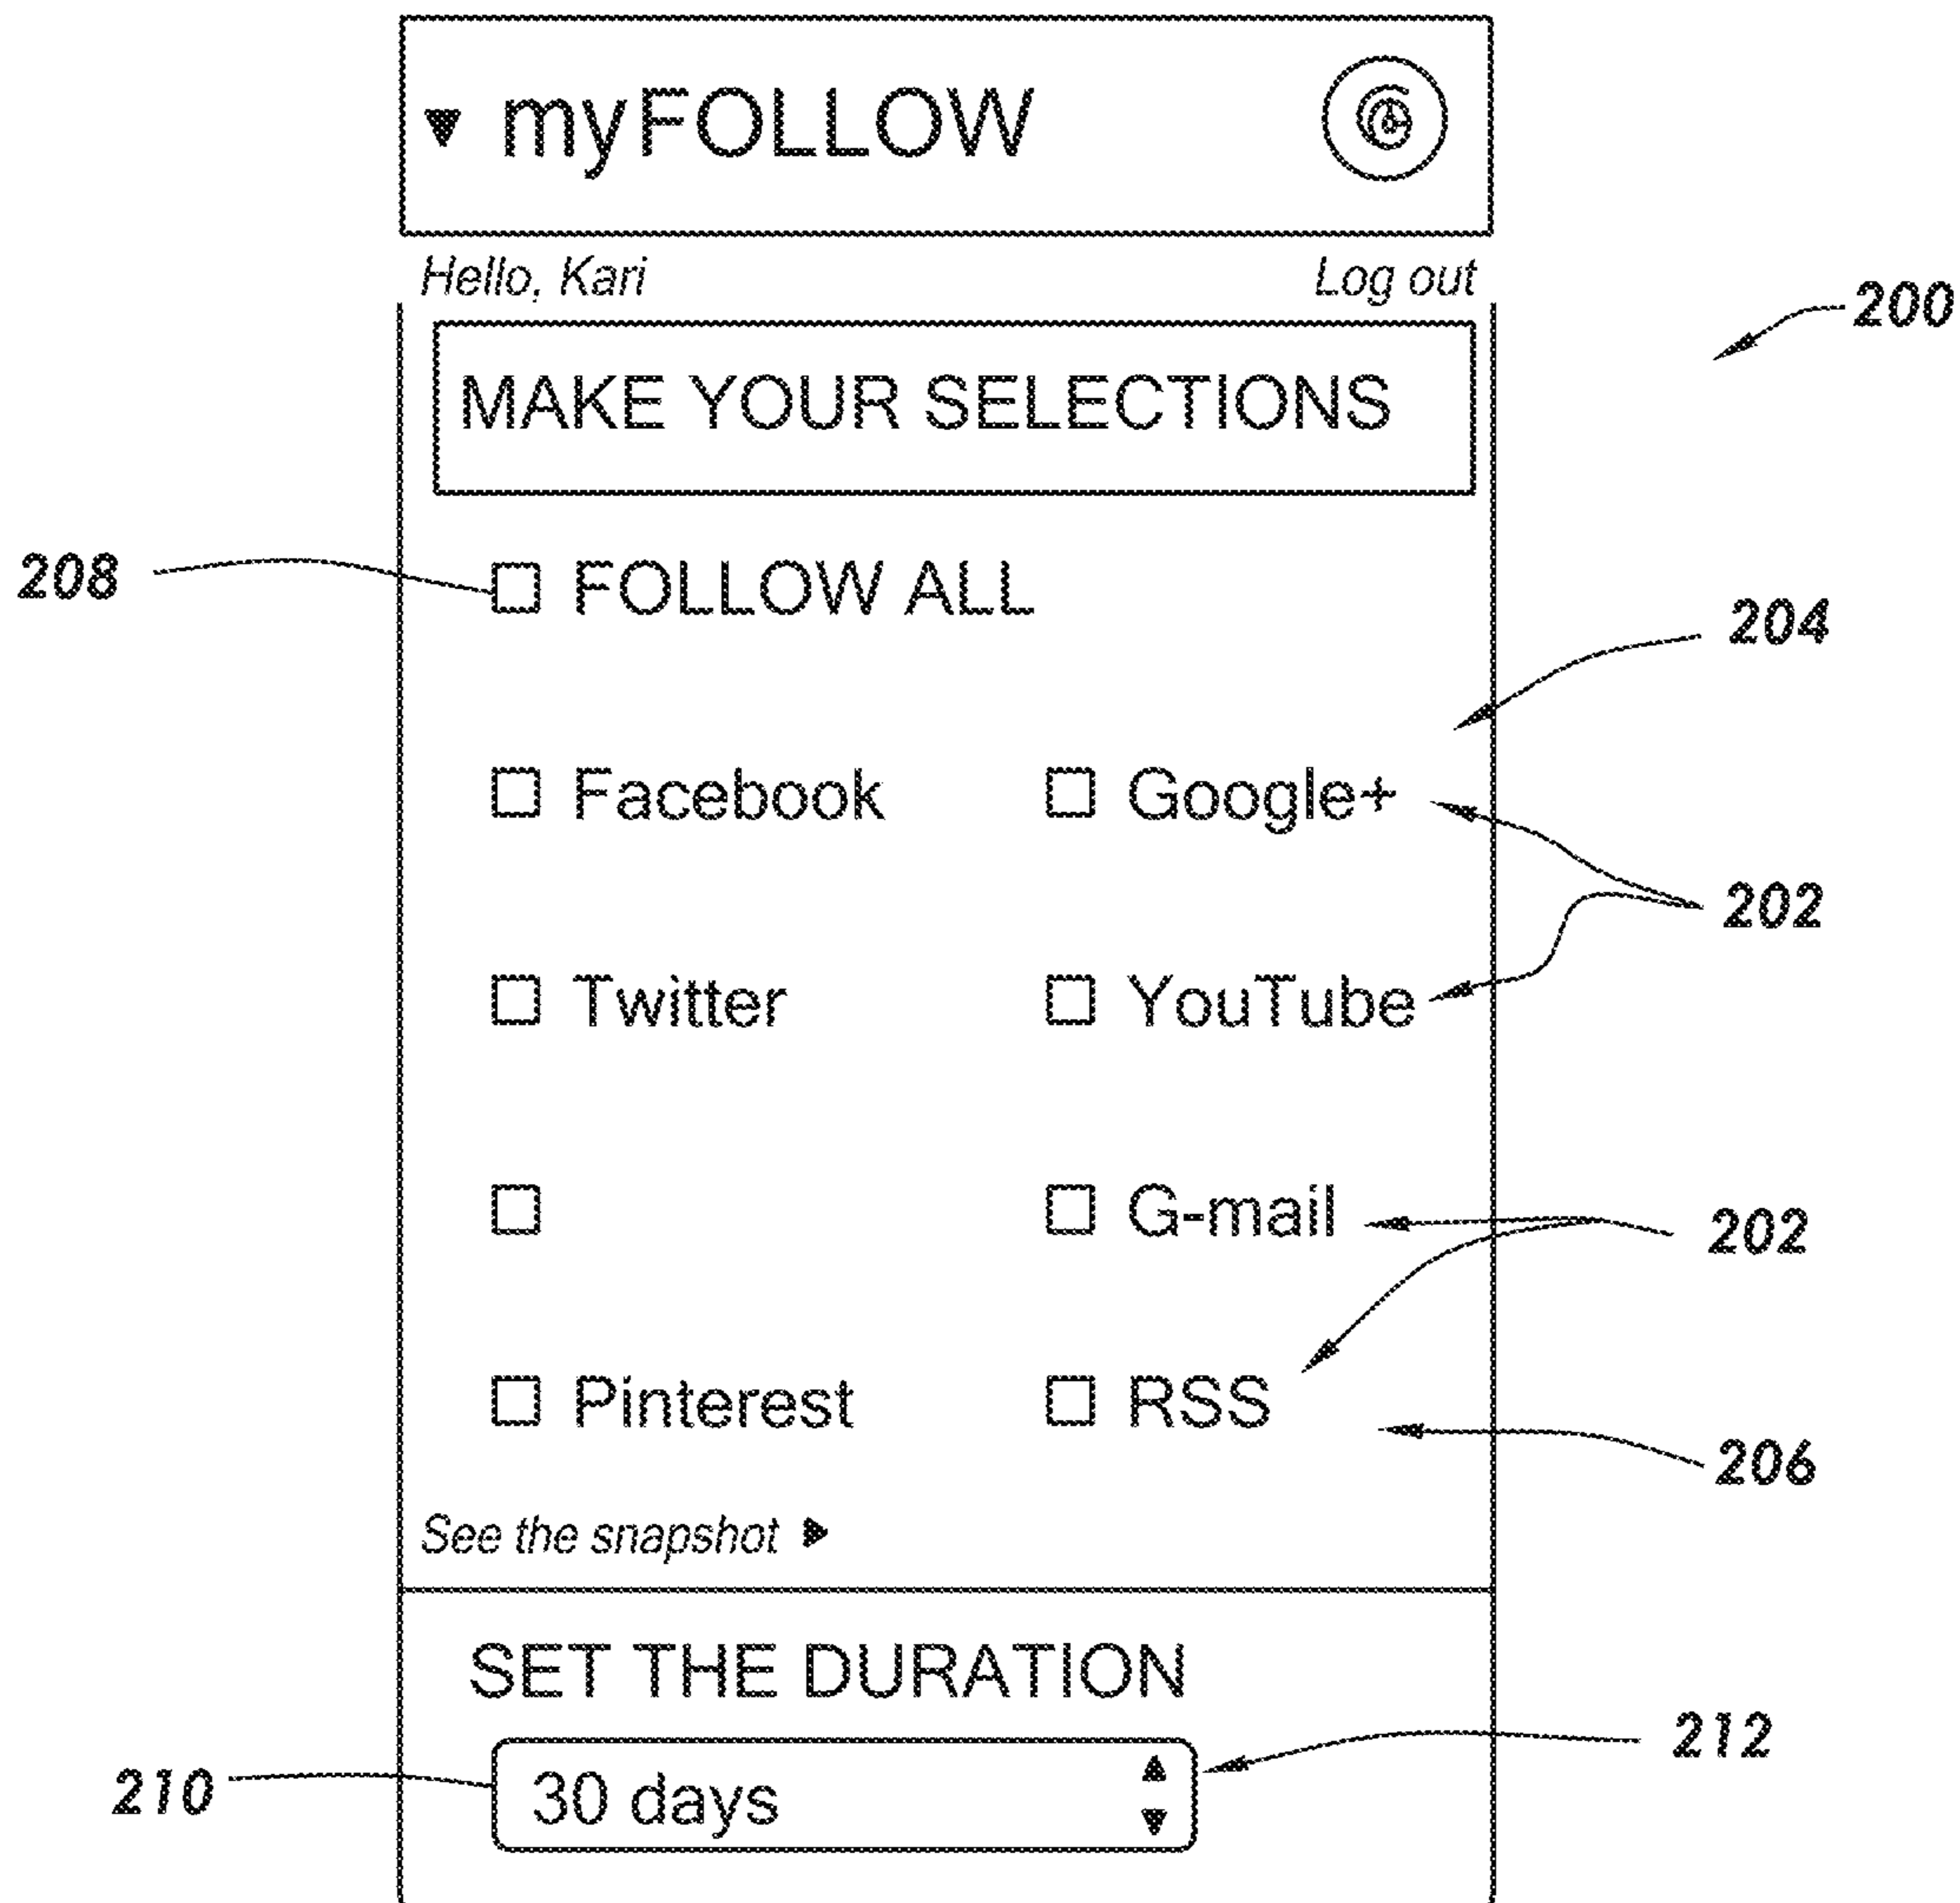 ▼ myFOLLOW
Hello, Kari Log out
200
MAKE YOUR SELECTIONS
208 FOLLOW ALL
204
Facebook Google+
202
Twitter YouTube
G-mail 202
Pinterest RSS
206
See the snapshot ▶
SET THE DURATION
212
210 30 days